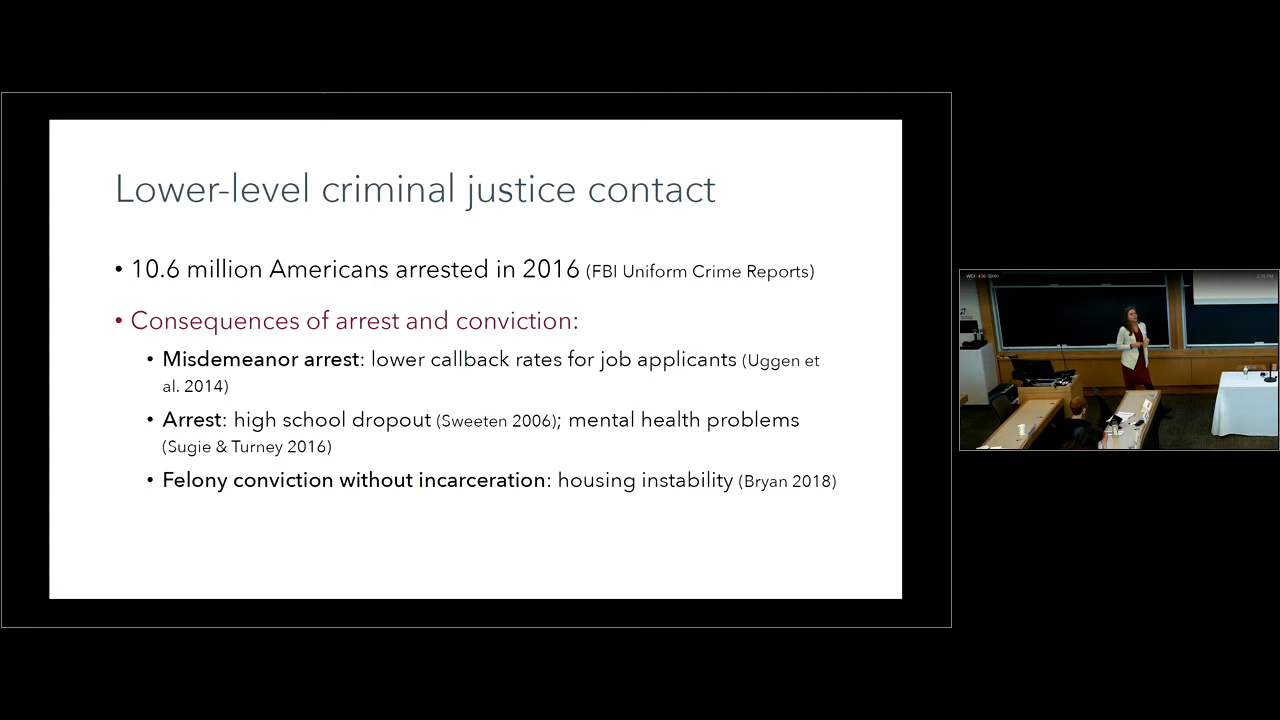 Lower-level criminal justice contact
• 10.6 million Americans arrested in 2016 (FBI Uniform Crime Reports)
• Consequences of arrest and conviction:
• Misdemeanor arrest: lower callback rates for job applicants (Uggen et
al. 2014)
• Arrest: high school dropout (Sweeten 2006); mental health problems
(Sugie & Turney 2016)
• Felony conviction without incarceration: housing instability (Bryan 2018)